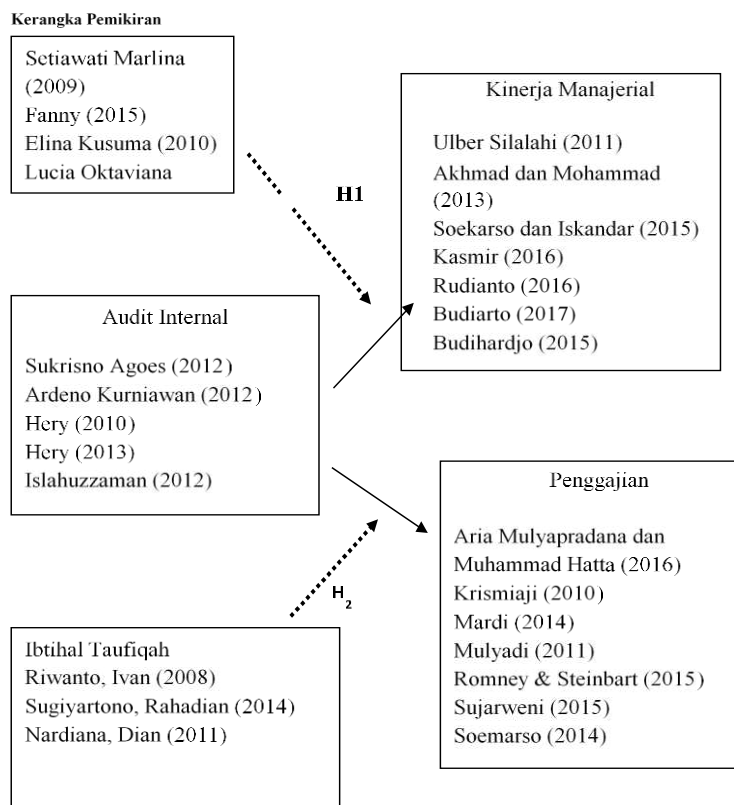 Kerangka Pemikiran
Setiawati Marlina
(2009)
Fanny (2015)
Elina Kusuma (2010)
Lucia Oktaviana
H1
Kinerja Manajerial
Ulber Silalahi (2011)
Akhmad dan Mohammad
(2013)
Soekarso dan Iskandar (2015)
Kasmir (2016)
Rudianto (2016)
Budiarto (2017)
Budihardjo (2015)
Audit Internal
Sukrisno Agoes (2012)
Ardeno Kurniawan (2012)
Hery (2010)
Hery (2013)
Islahuzzaman (2012)
Penggajian
Aria Mulyapradana dan
Muhammad Hatta (2016)
Krismiaji (2010)
Mardi (2014)
Mulyadi (2011)
Romney & Steinbart (2015)
Sujarweni (2015)
Soemarso (2014)
H2
Ibtihal Taufiqah
Riwanto, Ivan (2008)
Sugiyartono, Rahadian (2014)
Nardiana, Dian (2011)